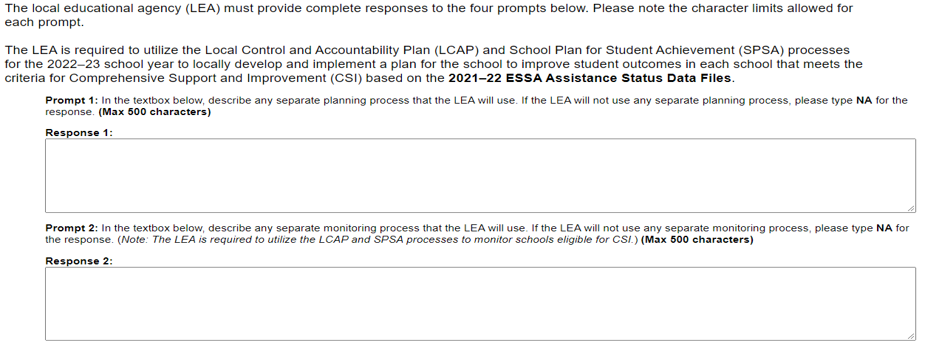 The local educational agency (LEA) must provide complete responses to the four prompts below. Please note the character limits allowed for
each prompt.
The LEA is required to utilize the Local Control and Accountability Plan (LCAP) and School Plan for Student Achievement (SPSA) processes
for the 2022–23 school year to locally develop and implement a plan for the school to improve student outcomes in each school that meets the
criteria for Comprehensive Support and Improvement (CSI) based on the 2021–22 ESSA Assistance Status Data Files.
Prompt 1: In the textbox below, describe any separate planning process that the LEA will use. If the LEA will not use any separate planning process, please type NA for the
response. (Max 500 characters)
Response 1:
Prompt 2: In the textbox below, describe any separate monitoring process that the LEA will use. If the LEA will not use any separate monitoring process, please type NA for
the response. (Note: The LEA is required to utilize the LCAP and SPSA processes to monitor schools eligible for CSI.) (Max 500 characters)
Response 2: